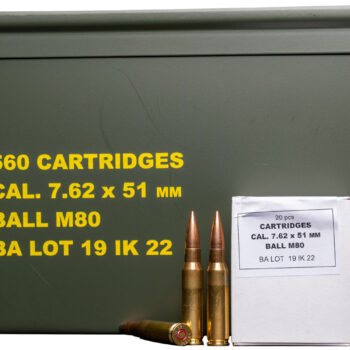 660 CARTRIDGES
CAL. 7.62 x 51 MM
BALL M80
BA LOT 19 IK 22
20 pcs
CARTRIDGES
CAL. 7.62 x 51 MM
BALL M80
BA LOT 19 IK 22